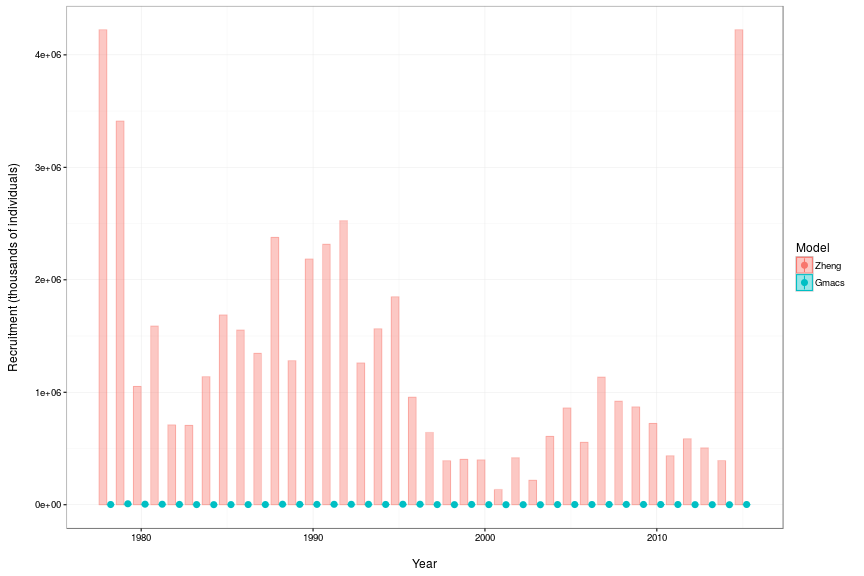 4e+06
3e+06
2e+06
1e+06
0e+00
Recruitment (thousands of individuals)
1980
1990
2000
2010
Year
Model
Zheng
Gmacs